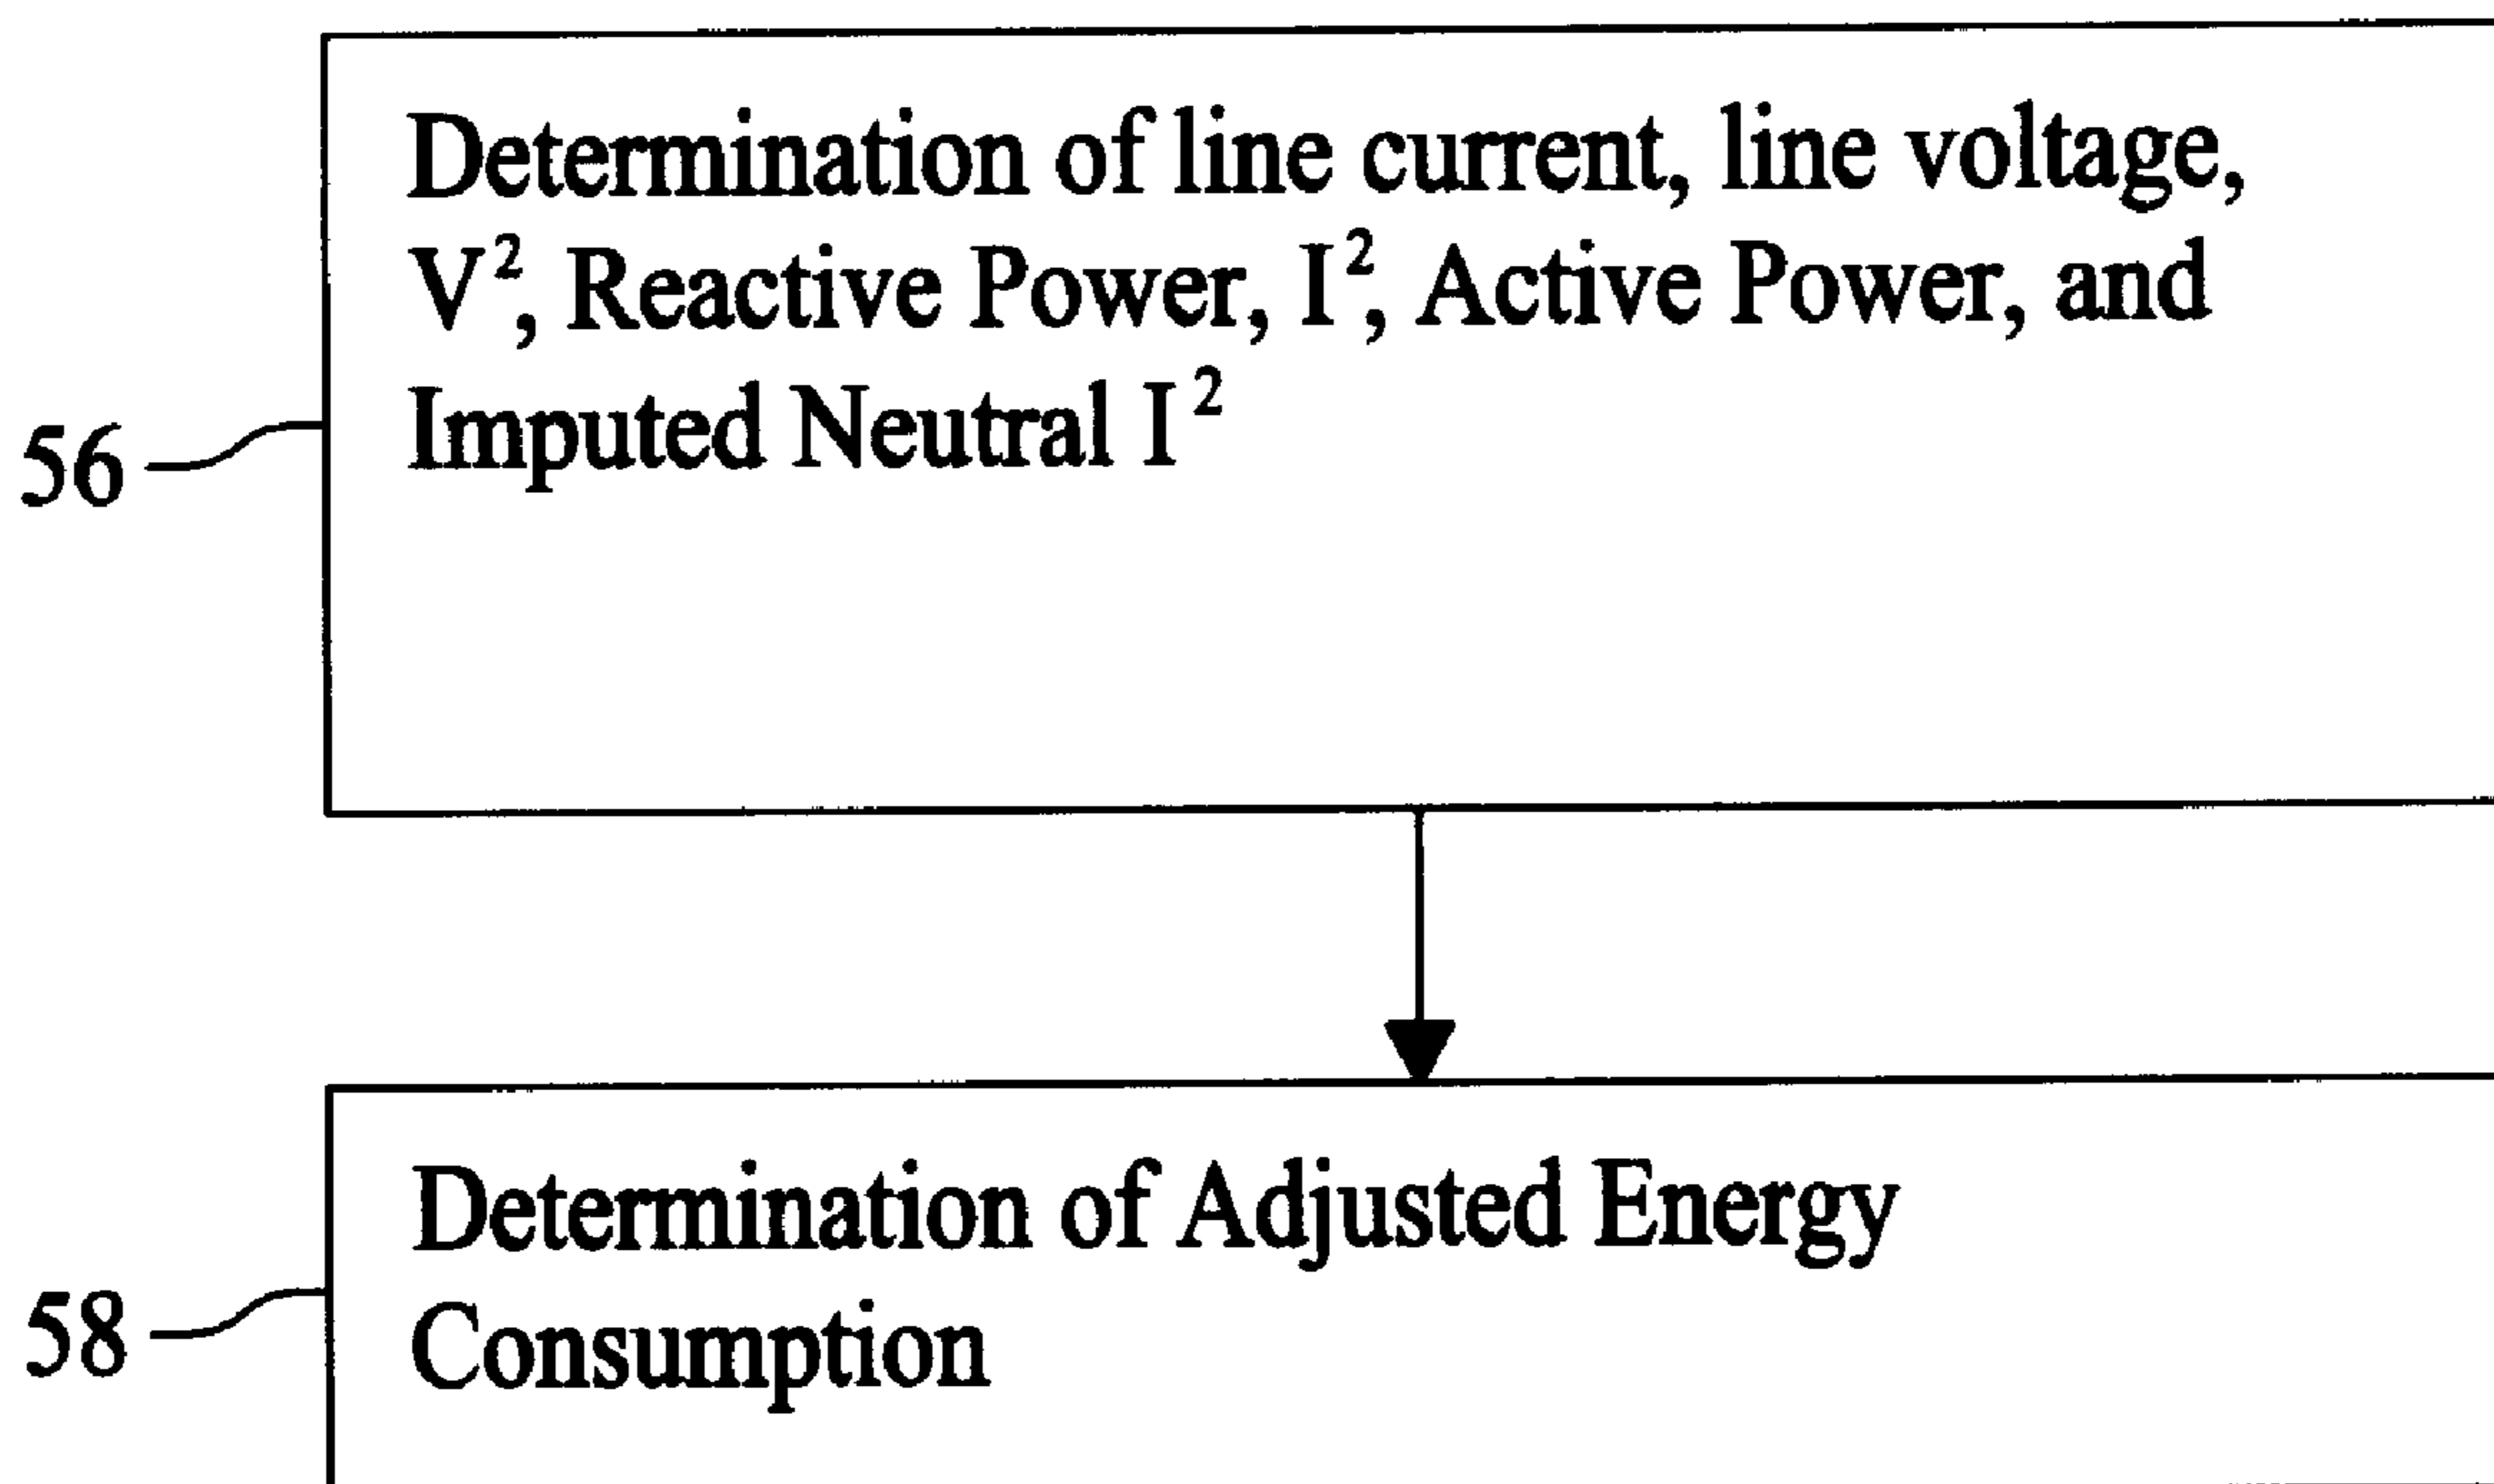 Determination of line current, line voltage,
V², Reactive Power, I², Active Power, and
Imputed Neutral I²
56
Determination of Adjusted Energy
58
Consumption